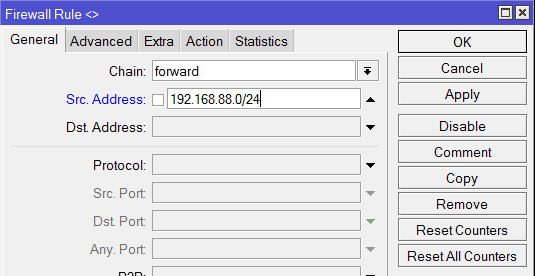 Firewall Rule <>
General Advanced Extra Action Statistics
Chain: forward
Src. Address: 192.168.88.0/24
Dst. Address:
Protocol:
Src. Port:
Dst. Port:
Any. Port:
P2P:
OK
Cancel
Apply
Disable
Comment
Copy
Remove
Reset Counters
Reset All Counters